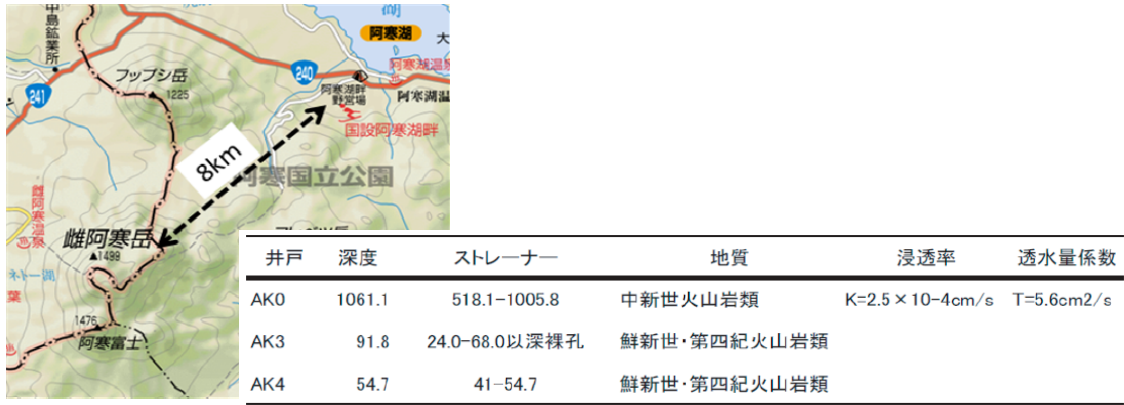 中島鉱業所
阿寒湖
フップシ岳
1225
240
241
阿寒湖畔
野営場
阿寒湖温
国設阿寒湖畔
8km
阿寒国立公園
雌阿寒温泉
雌阿寒岳
▲1499
ネトー湖
1476
阿寒富士
井戸 深度 ストレーナー 地質 浸透率 透水量係数
AK0 1061.1 518.1-1005.8 中新世火山岩類 K=2.5×10-4cm/s T=5.6cm2/s
AK3 91.8 24.0-68.0以深裸孔 鮮新世・第四紀火山岩類
AK4 54.7 41-54.7 鮮新世・第四紀火山岩類